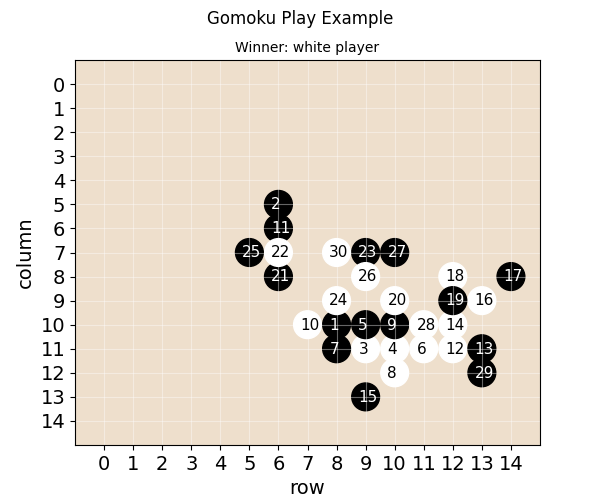 Gomoku Play Example
Winner: white player
column
0
1
2
3
4
5 2
6 11
7 25 22 30 23 27
8 21 26 18 17
9 24 20 19 16
10 10 1 5 9 28 14
11 7 3 4 6 12 13
12 8 29
13 15
14
0 1 2 3 4 5 6 7 8 9 10 11 12 13 14
row